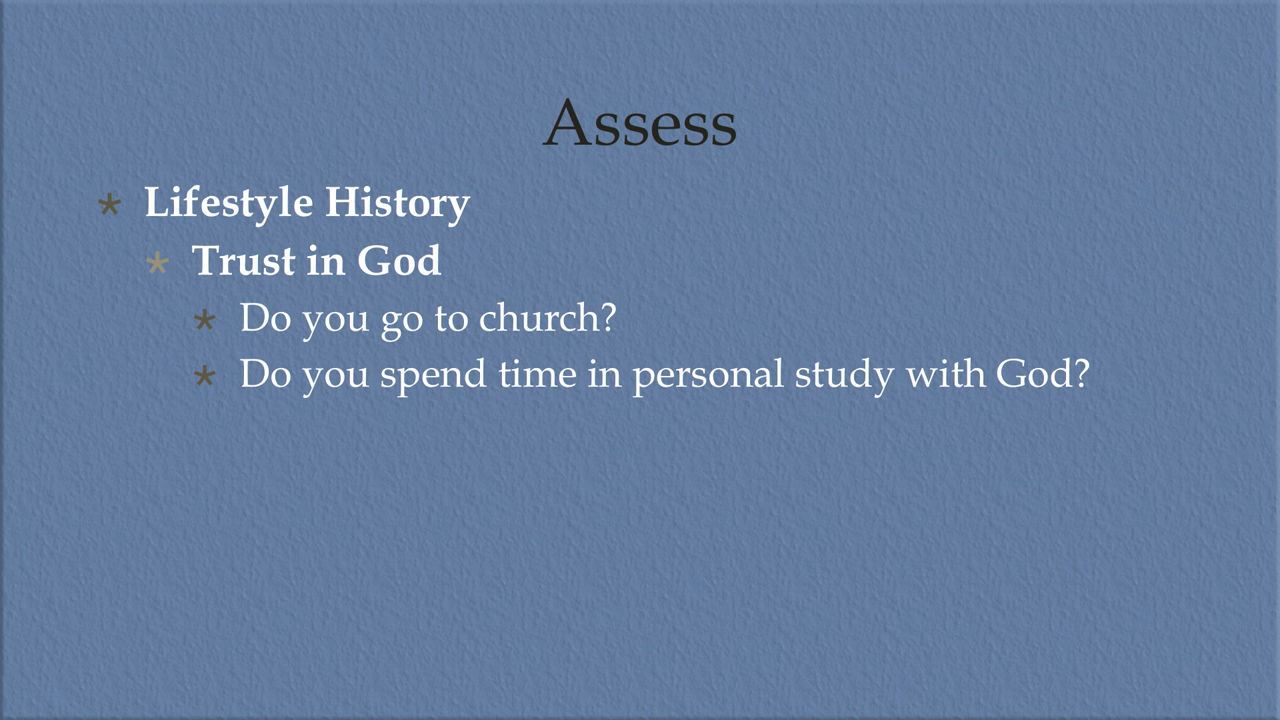 Assess
* Lifestyle History
* Trust in God
* Do you go to church?
* Do you spend time in personal study with God?